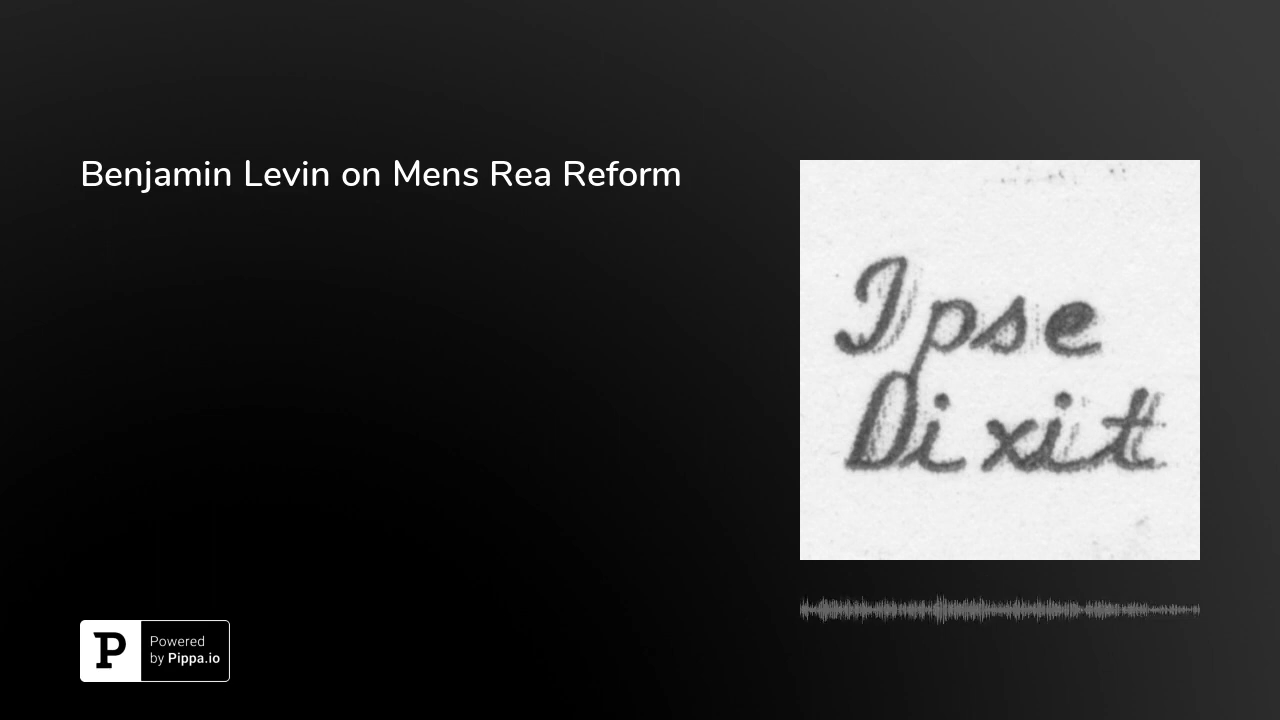 Benjamin Levin on Mens Rea Reform
Ipse
Dixit
P
Powered
by Pippa.io